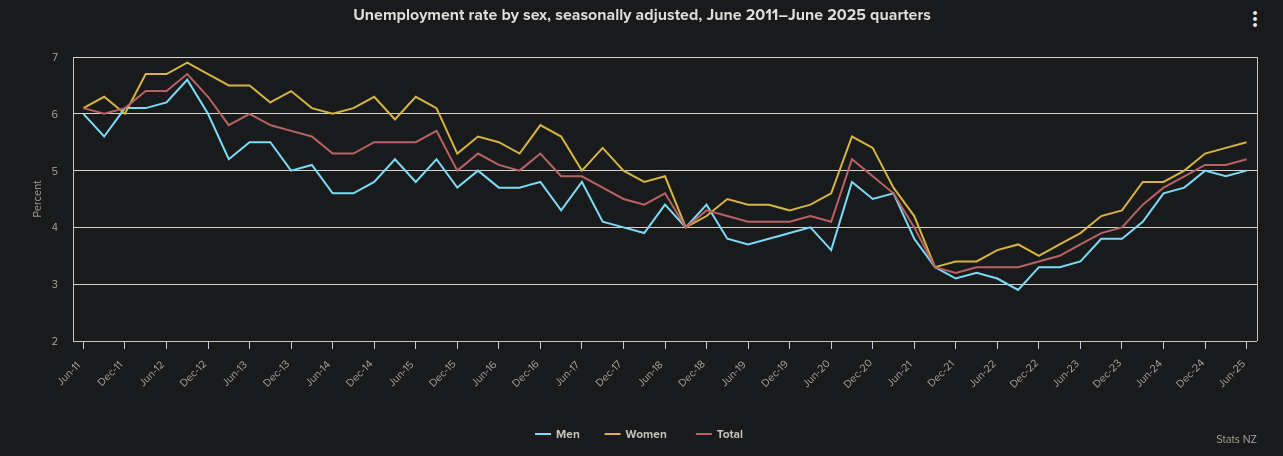 Unemployment rate by sex, seasonally adjusted, June 2011–June 2025 quarters
7
6
5
4
3
2
Percent
Jun-11
Dec-11
Jun-12
Dec-12
Jun-13
Dec-13
Jun-14
Dec-14
Jun-15
Dec-15
Jun-16
Dec-16
Jun-17
Dec-17
Jun-18
Dec-18
Jun-19
Dec-19
Jun-20
Dec-20
Jun-21
Dec-21
Jun-22
Dec-22
Jun-23
Dec-23
Jun-24
Dec-24
Jun-25
Men Women Total
Stats NZ